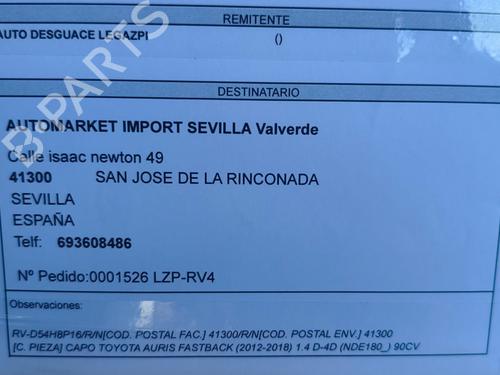 REMITENTE
AUTO DESGUACE LEGAZPI ()
DESTINATARIO
AUTOMARKET IMPORT SEVILLA Valverde
Calle isaac newton 49
41300 SAN JOSE DE LA RINCONADA
SEVILLA
ESPAÑA
Telf: 693608486
Nº Pedido:0001526 LZP-RV4
Observaciones:
RV-D54H8P16/R/N[COD. POSTAL FAC.] 41300/R/N[COD. POSTAL ENV.] 41300
[C. PIEZA] CAPO TOYOTA AURIS FASTBACK (2012-2018) 1.4 D-4D (NDE180_) 90CV
B PARTS